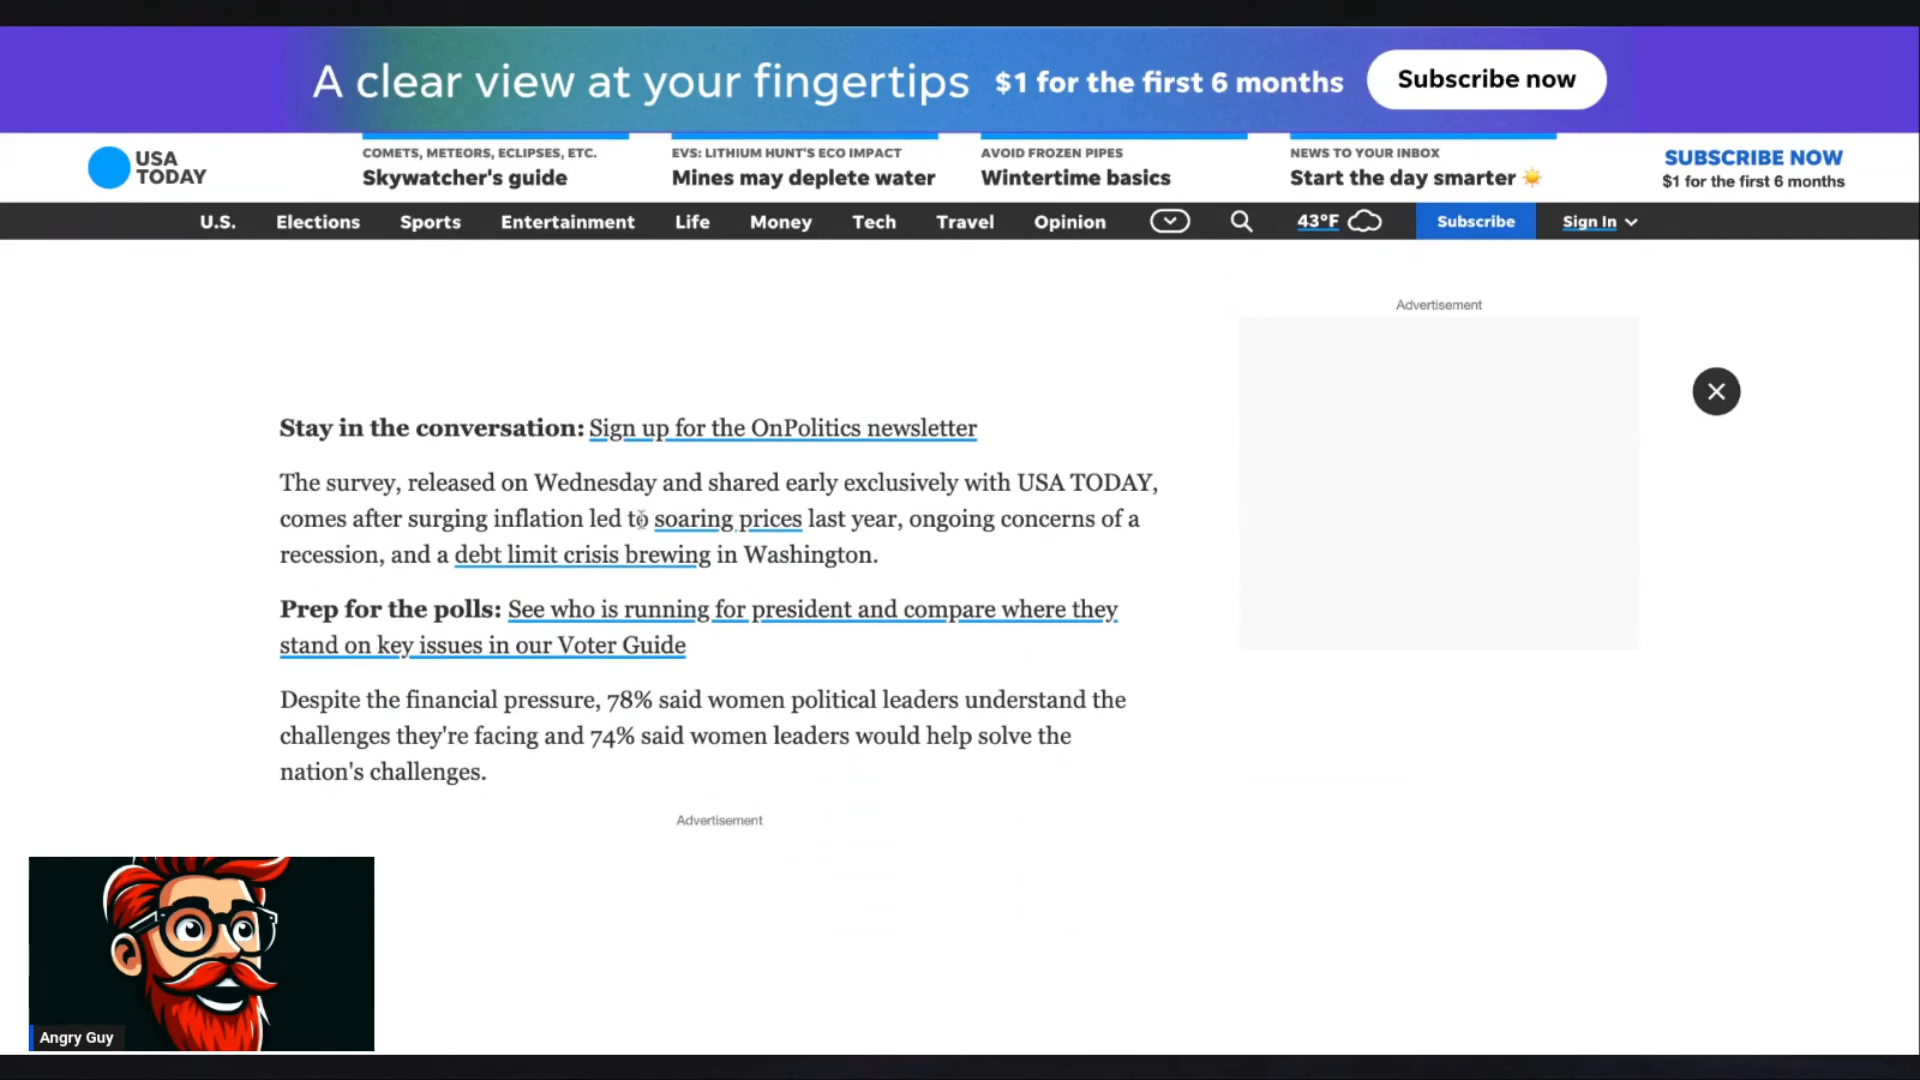 A clear view at your fingertips $1 for the first 6 months Subscribe now
USA
TODAY
COMETS, METEORS, ECLIPSES, ETC.
Skywatcher's guide
EVS: LITHIUM HUNT'S ECO IMPACT
Mines may deplete water
AVOID FROZEN PIPES
Wintertime basics
NEWS TO YOUR INBOX
Start the day smarter ☀️
SUBSCRIBE NOW
$1 for the first 6 months
U.S. Elections Sports Entertainment Life Money Tech Travel Opinion 43°F Subscribe Sign In
Advertisement
Stay in the conversation: Sign up for the OnPolitics newsletter
The survey, released on Wednesday and shared early exclusively with USA TODAY,
comes after surging inflation led to soaring prices last year, ongoing concerns of a
recession, and a debt limit crisis brewing in Washington.
Prep for the polls: See who is running for president and compare where they
stand on key issues in our Voter Guide
Despite the financial pressure, 78% said women political leaders understand the
challenges they're facing and 74% said women leaders would help solve the
nation's challenges.
Advertisement
Angry Guy